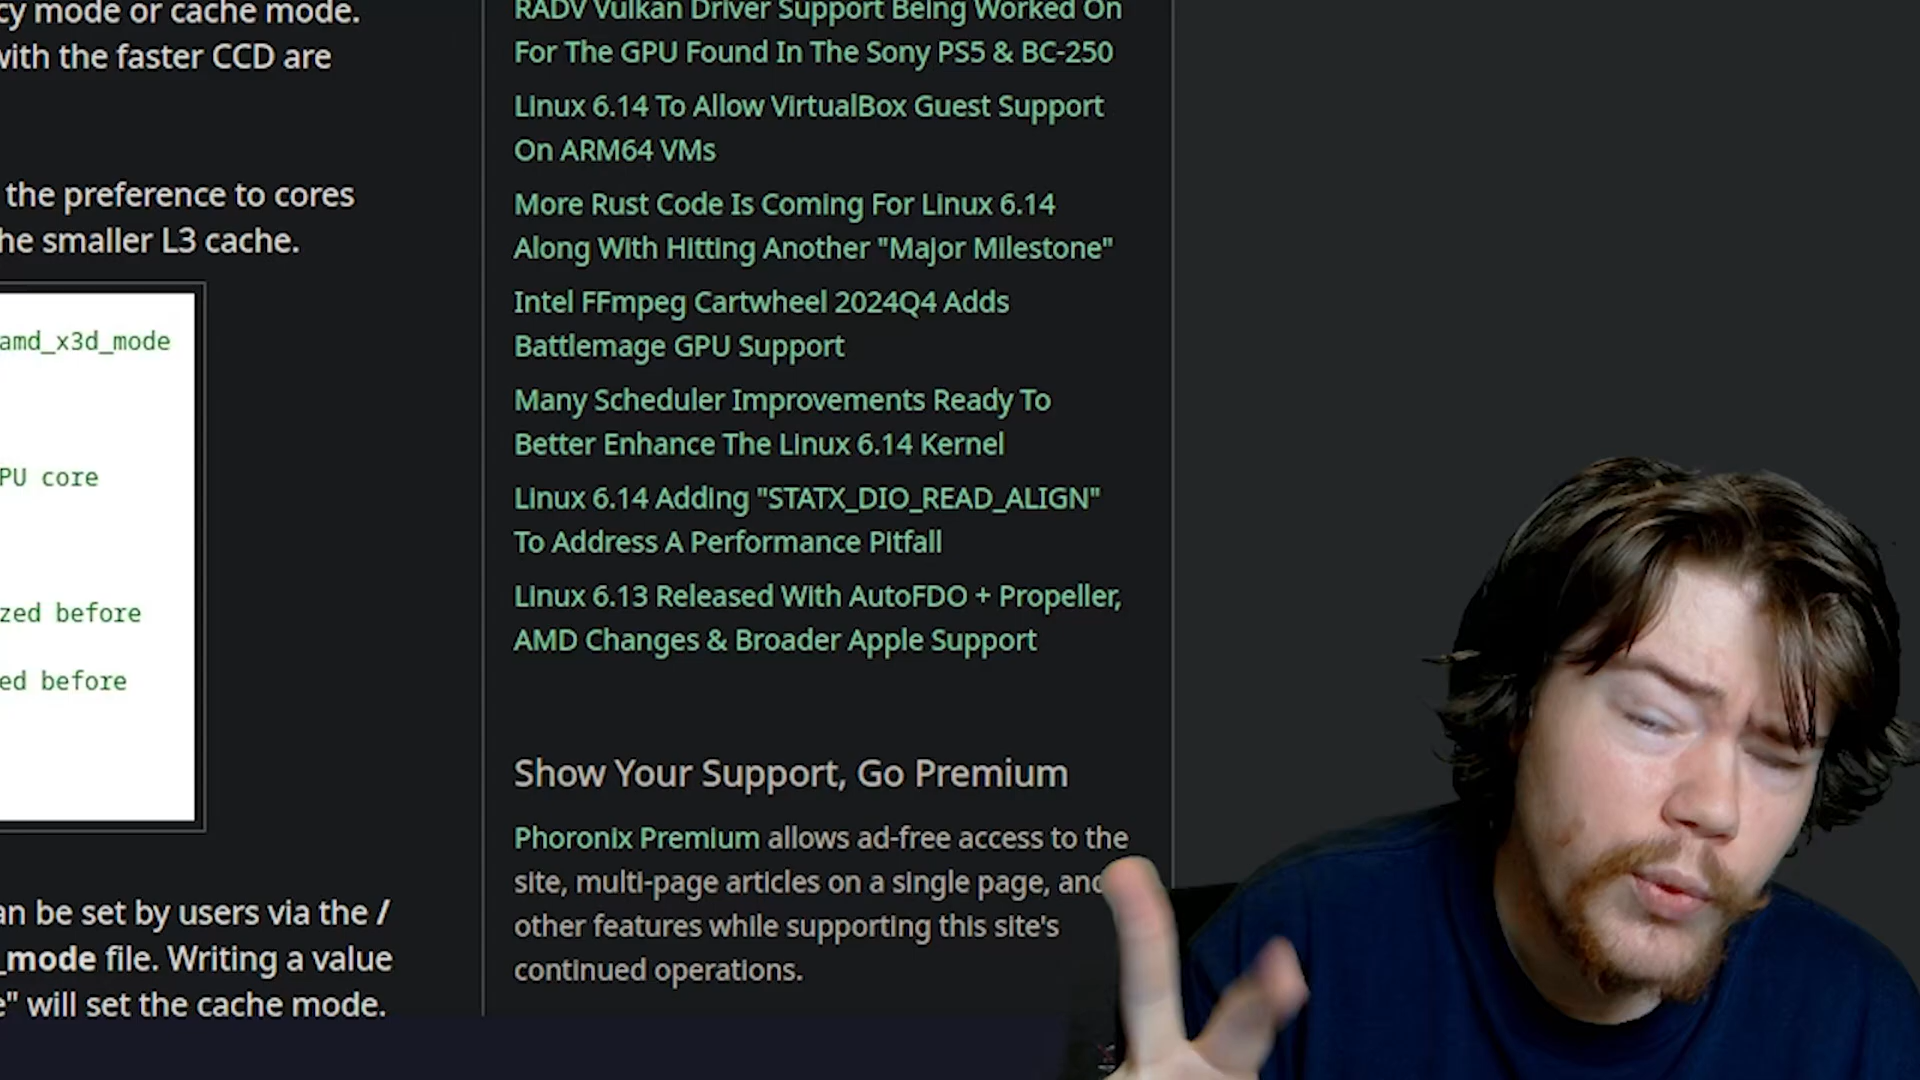 cy mode or cache mode.
with the faster CCD are
the preference to cores
he smaller L3 cache.
amd_x3d_mode
PU core
zed before
ed before
an be set by users via the /
_mode file. Writing a value
e" will set the cache mode.
RADV Vulkan Driver Support Being Worked On
For The GPU Found In The Sony PS5 & BC-250
Linux 6.14 To Allow VirtualBox Guest Support
On ARM64 VMs
More Rust Code Is Coming For Linux 6.14
Along With Hitting Another "Major Milestone"
Intel FFmpeg Cartwheel 2024Q4 Adds
Battlemage GPU Support
Many Scheduler Improvements Ready To
Better Enhance The Linux 6.14 Kernel
Linux 6.14 Adding "STATX_DIO_READ_ALIGN"
To Address A Performance Pitfall
Linux 6.13 Released With AutoFDO + Propeller,
AMD Changes & Broader Apple Support
Show Your Support, Go Premium
Phoronix Premium allows ad-free access to the
site, multi-page articles on a single page, and
other features while supporting this site's
continued operations.